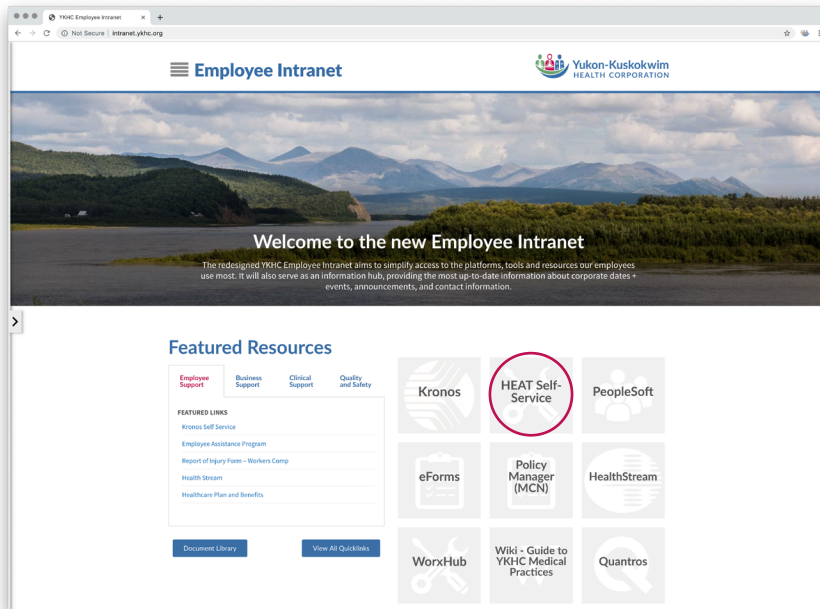 YKHC Employee Intranet
Not Secure | intranet.ykhc.org
Employee Intranet
Yukon-Kuskokwim
HEALTH CORPORATION
Welcome to the new Employee Intranet
The redesigned YKHC Employee Intranet aims to simplify access to the platforms, tools and resources our employees
use most. It will also serve as an information hub, providing the most up-to-date information about corporate dates +
events, announcements, and contact information.
Featured Resources
Employee
Support
Business
Support
Clinical
Support
Quality
and Safety
FEATURED LINKS
Kronos Self Service
Employee Assistance Program
Report of Injury Form – Workers Comp
Health Stream
Healthcare Plan and Benefits
Document Library
View All Quicklinks
Kronos
HEAT Self-
Service
PeopleSoft
eForms
Policy
Manager
(MCN)
HealthStream
WorxHub
Wiki - Guide to
YKHC Medical
Practices
Quantros